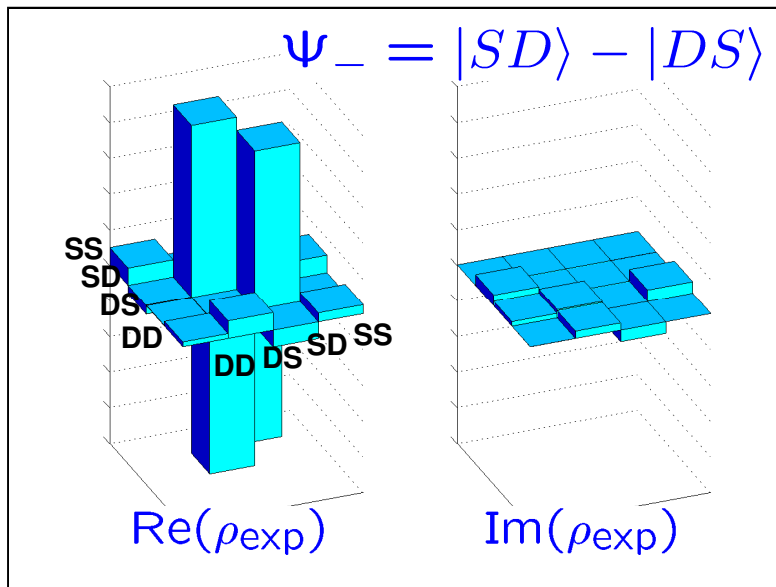 Ψ₋ = |SD⟩ − |DS⟩
SS
SD
DS
DD
DD
DS
SD
SS
Re(ρexp)
Im(ρexp)